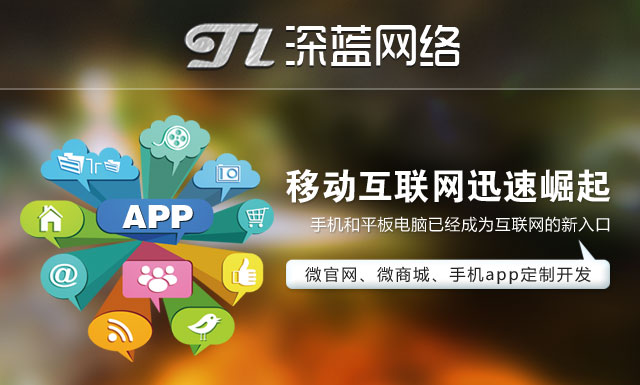 深蓝网络
移动互联网迅速崛起
手机和平板电脑已经成为互联网的新入口
APP
@
微官网、微商城、手机app定制开发